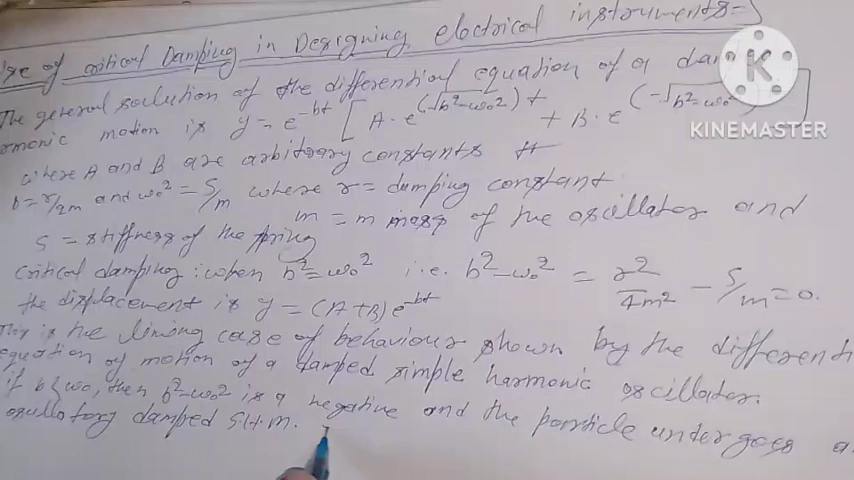 use of critical Damping in Designing electrical instruments:-
The general solution of the differential equation of a dam
harmonic motion is y = e^-bt [ A. e^(√b²-ω₀²) t + B. e^(-√b²-ω₀²)
where A and B are arbitrary constants
b = r/2m and ω₀² = S/m where r = damping constant
m = m mass of the oscillator and
S = stiffness of the spring
critical damping : when b² = ω₀² i.e. b² - ω₀² = r²/4m² - S/m = 0.
the displacement is y = (A+B) e^-bt
This is the liming case of behaviour shown by the different
equation of motion of a damped simple harmonic oscillator.
if b < ω₀, then b² - ω₀² is a negative and the particle undergoes a
oscillatory damped S.H.M.
K
KINEMASTER